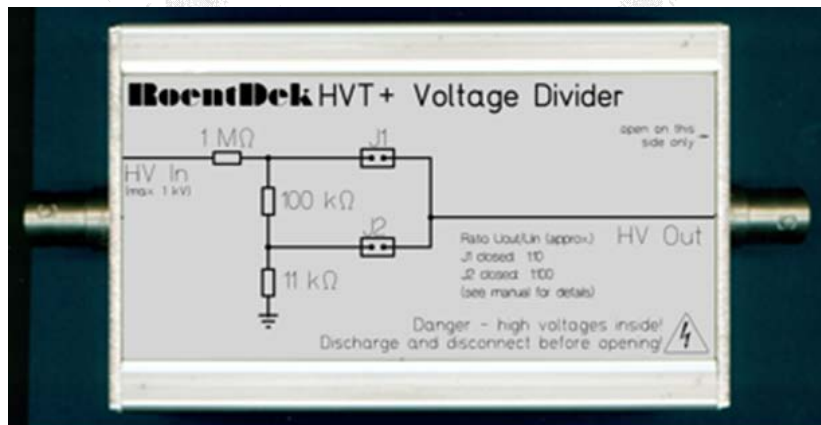 RoentDek HVT+ Voltage Divider
open on this
side only
1 MΩ
J1
HV In
(max. 1 kV)
100 kΩ
J2
Ratio Uout/Uin (approx.)
HV Out
J1 closed: 1:10
J2 closed: 1:100
11 kΩ
(see manual for details)
Danger - high voltages inside!
Discharge and disconnect before opening!